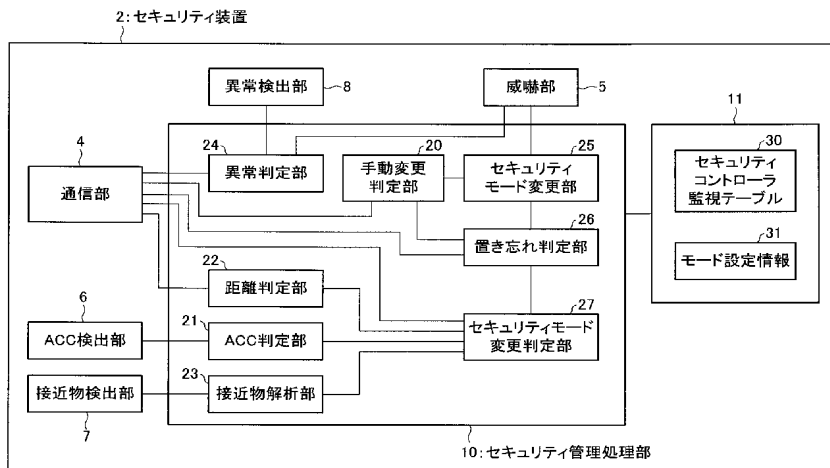 2:セキュリティ装置
異常検出部
8
威嚇部
5
11
4
通信部
24
異常判定部
20
手動変更
判定部
25
セキュリティ
モード変更部
30
セキュリティ
コントローラ
監視テーブル
26
置き忘れ判定部
31
モード設定情報
22
距離判定部
27
セキュリティモード
変更判定部
6
ACC検出部
21
ACC判定部
接近物検出部
7
23
接近物解析部
10:セキュリティ管理処理部